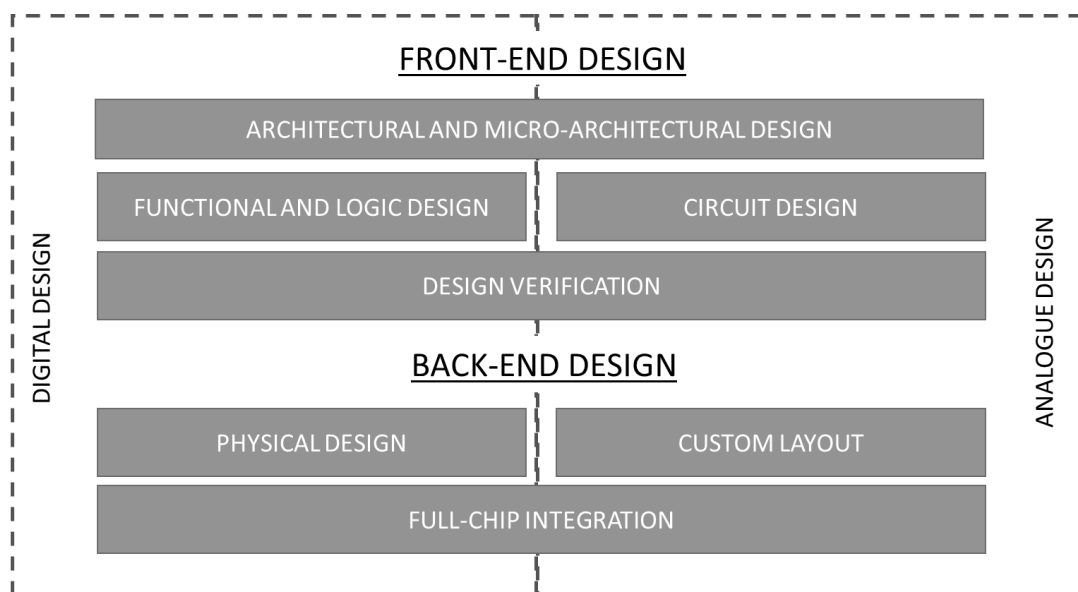 FRONT-END DESIGN
ARCHITECTURAL AND MICRO-ARCHITECTURAL DESIGN
FUNCTIONAL AND LOGIC DESIGN
CIRCUIT DESIGN
DESIGN VERIFICATION
DIGITAL DESIGN
ANALOGUE DESIGN
BACK-END DESIGN
PHYSICAL DESIGN
CUSTOM LAYOUT
FULL-CHIP INTEGRATION